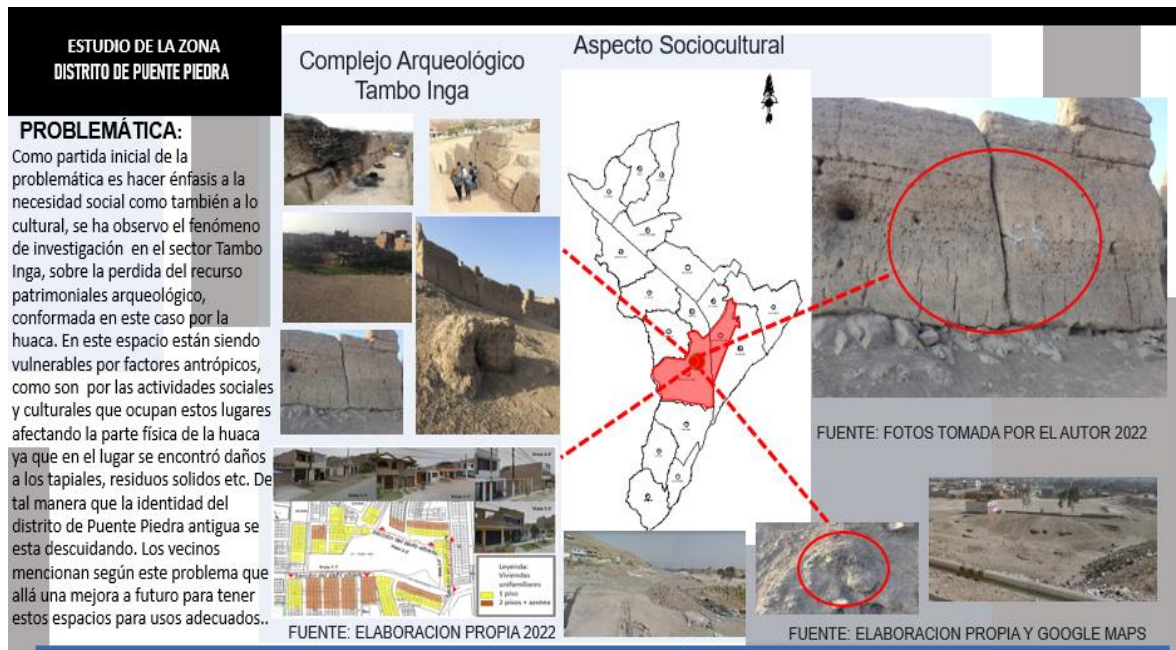 ESTUDIO DE LA ZONA
DISTRITO DE PUENTE PIEDRA
PROBLEMÁTICA:
Como partida inicial de la
problemática es hacer énfasis a la
necesidad social como también a lo
cultural, se ha observo el fenómeno
de investigación en el sector Tambo
Inga, sobre la perdida del recurso
patrimoniales arqueológico,
conformada en este caso por la
huaca. En este espacio están siendo
vulnerables por factores antrópicos,
como son por las actividades sociales
y culturales que ocupan estos lugares
afectando la parte física de la huaca
ya que en el lugar se encontró daños
a los tapiales, residuos solidos etc. De
tal manera que la identidad del
distrito de Puente Piedra antigua se
esta descuidando. Los vecinos
mencionan según este problema que
allá una mejora a futuro para tener
estos espacios para usos adecuados..
Complejo Arqueológico
Tambo Inga
Aspecto Sociocultural
Leyenda:
Viviendas
unifamiliares
1 piso
2 pisos + azotea
FUENTE: ELABORACION PROPIA 2022
FUENTE: FOTOS TOMADA POR EL AUTOR 2022
FUENTE: ELABORACION PROPIA Y GOOGLE MAPS